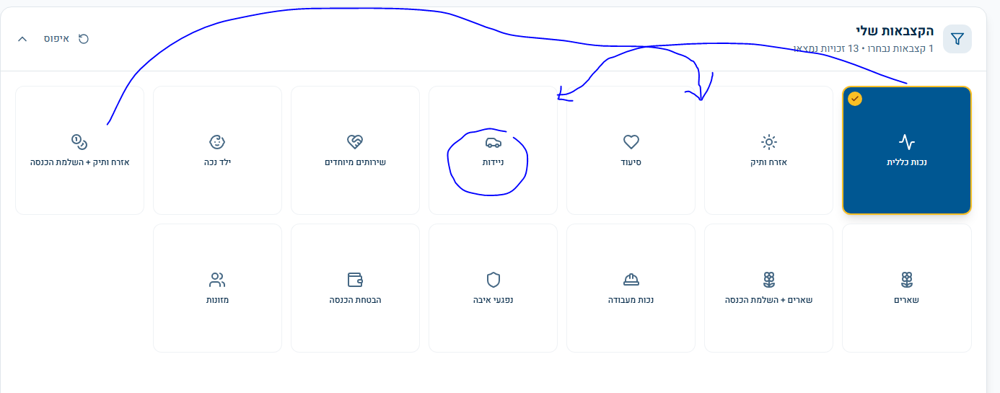 הקצבאות שלי
1 קצבאות נבחרו • 13 זכויות נמצאו
איפוס
נכות כללית
אזרח ותיק
סיעוד
ניידות
שירותים מיוחדים
ילד נכה
אזרח ותיק + השלמת הכנסה
שארים
שארים + השלמת הכנסה
נכות מעבודה
נפגעי איבה
הבטחת הכנסה
מזונות